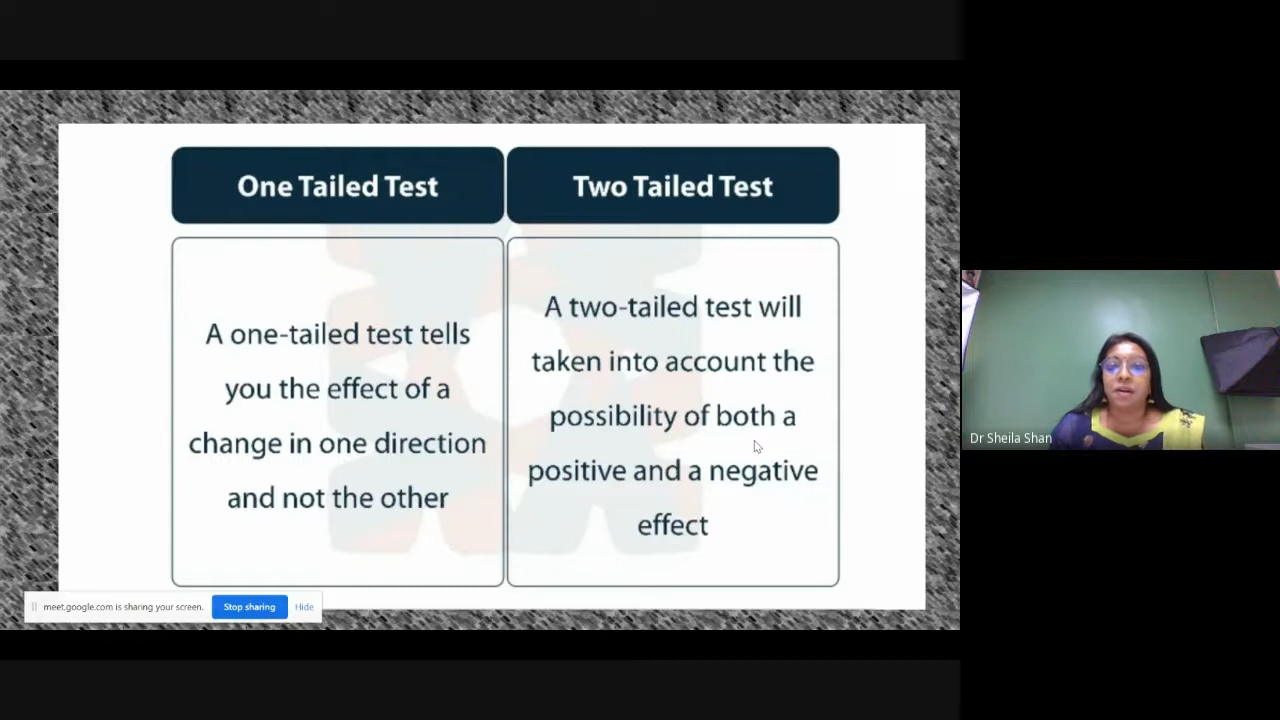 One Tailed Test
Two Tailed Test
A one-tailed test tells
you the effect of a
change in one direction
and not the other
A two-tailed test will
taken into account the
possibility of both a
positive and a negative
effect
meet.google.com is sharing your screen.
Stop sharing
Hide
Dr Sheila Shan